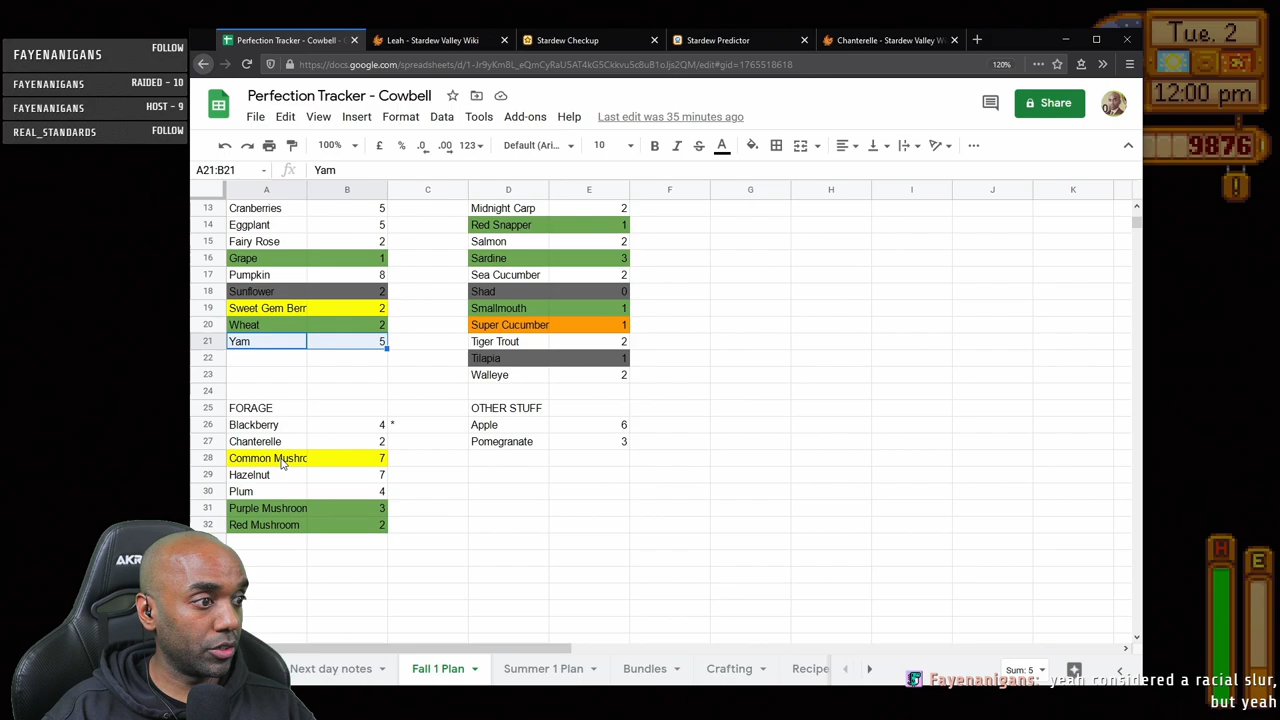 FAYENANIGANS FOLLOW
FAYENANIGANS RAIDED - 10
FAYENANIGANS HOST - 9
REAL_STANDARDS FOLLOW
Perfection Tracker - Cowbell - C
Leah - Stardew Valley Wiki
Stardew Checkup
Stardew Predictor
Chanterelle - Stardew Valley W
120%
Perfection Tracker - Cowbell
File Edit View Insert Format Data Tools Add-ons Help Last edit was 35 minutes ago
Share
100% £ % .0 .00 123 Default (Ari... 10 B I S A
A21:B21 fx Yam
A B C D E F G H I J K
13 Cranberries 5 Midnight Carp 2
14 Eggplant 5 Red Snapper 1
15 Fairy Rose 2 Salmon 2
16 Grape 1 Sardine 3
17 Pumpkin 8 Sea Cucumber 2
18 Sunflower 2 Shad 0
19 Sweet Gem Berr 2 Smallmouth 1
20 Wheat 2 Super Cucumber 1
21 Yam 5 Tiger Trout 2
22 Tilapia 1
23 Walleye 2
24
25 FORAGE OTHER STUFF
26 Blackberry 4 * Apple 6
27 Chanterelle 2 Pomegranate 3
28 Common Mushro 7
29 Hazelnut 7
30 Plum 4
31 Purple Mushroom 3
32 Red Mushroom 2
Next day notes Fall 1 Plan Summer 1 Plan Bundles Crafting Recipe Sum: 5
Tue. 2
12:00 pm
9876
H E
AKR
Fayenanigans: yeah considered a racial slur,
but yeah